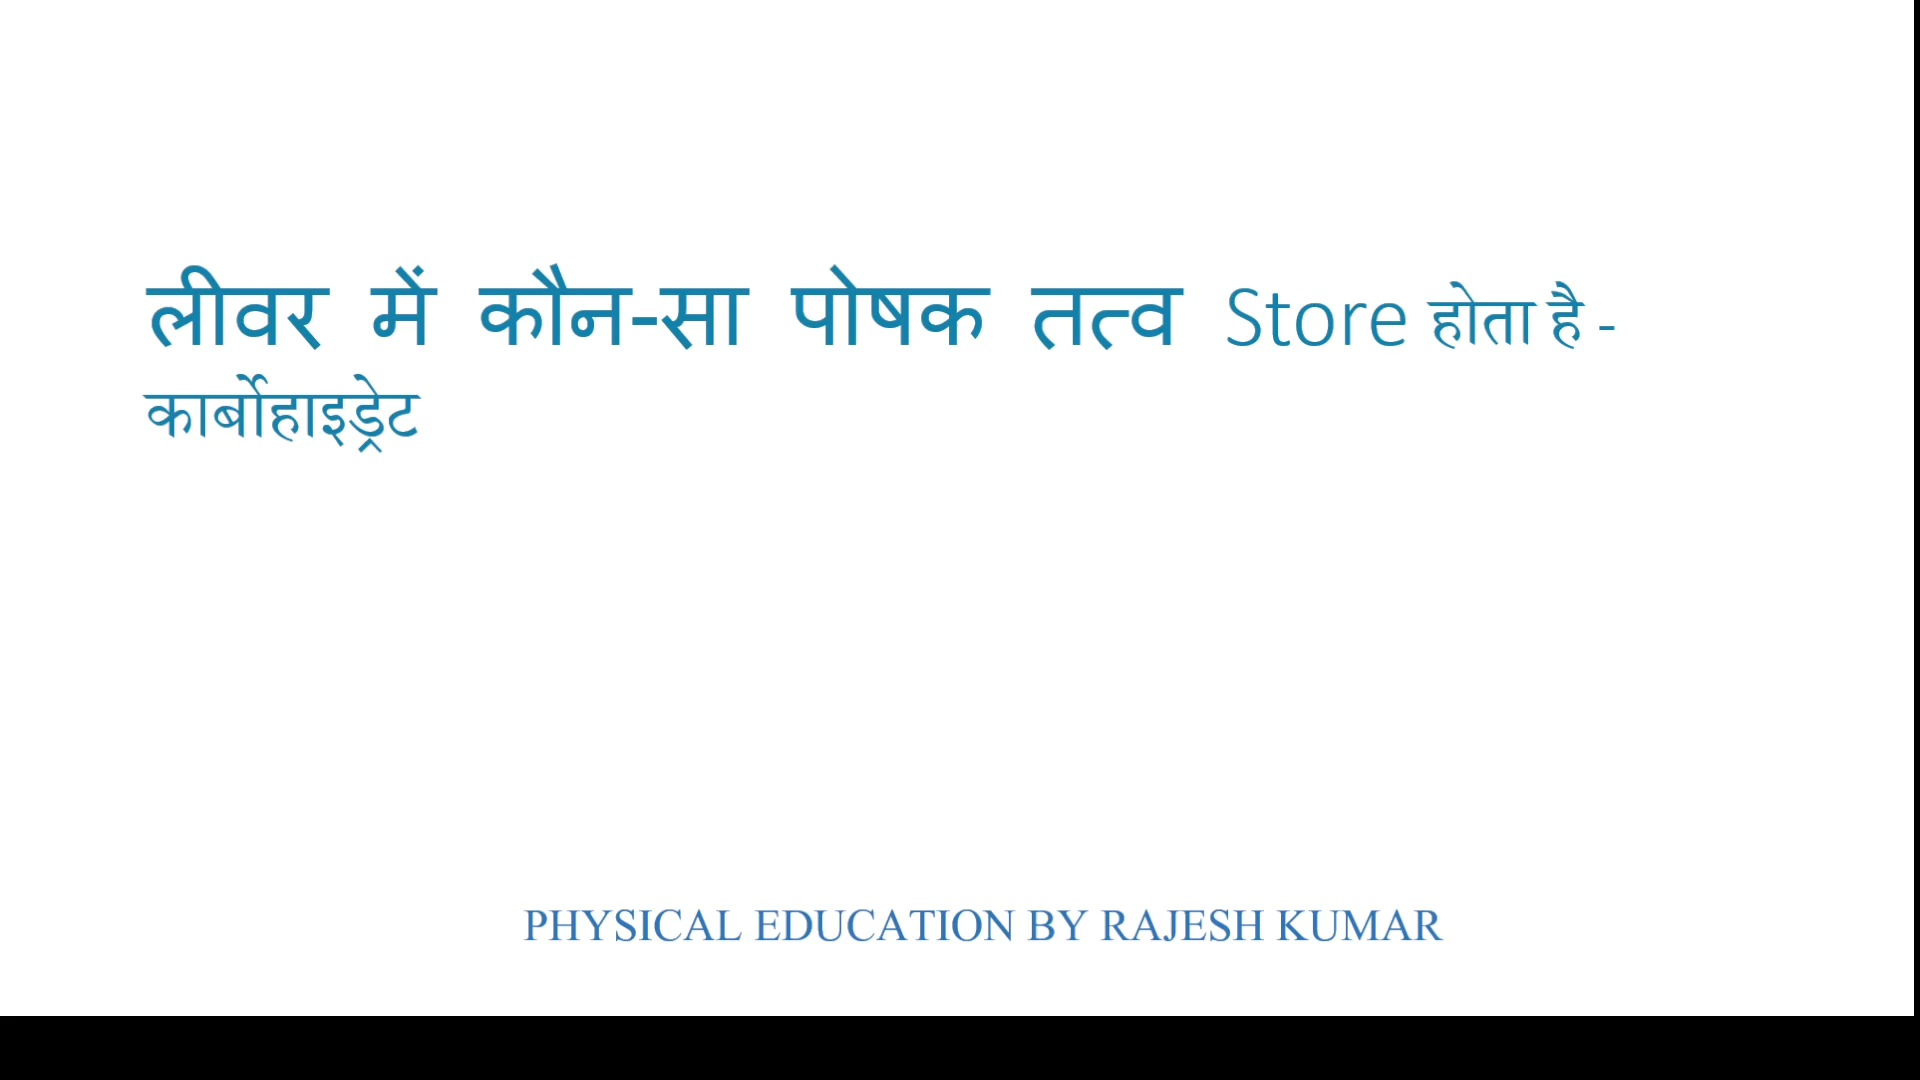 लीवर में कौन-सा पोषक तत्व Store होता है -
कार्बोहाइड्रेट
PHYSICAL EDUCATION BY RAJESH KUMAR